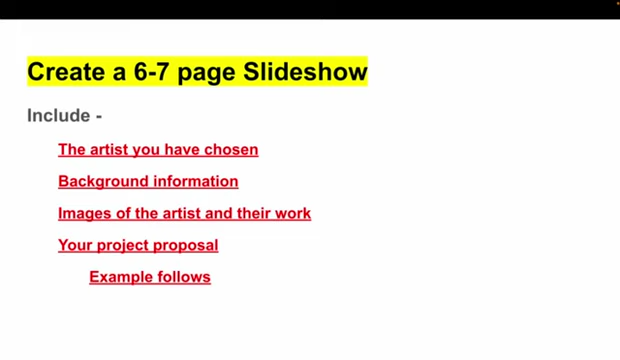 Create a 6-7 page Slideshow
Include -
The artist you have chosen
Background information
Images of the artist and their work
Your project proposal
Example follows